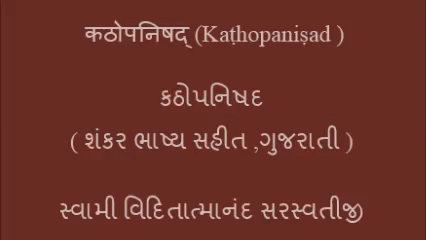 कठोपनिषद् (Kaṭhopaniṣad )
કઠોપનિષદ
( શંકર ભાષ્ય સહીત ,ગુજરાતી )
સ્વામી વિદિતાત્માનંદ સરસ્વતીજી